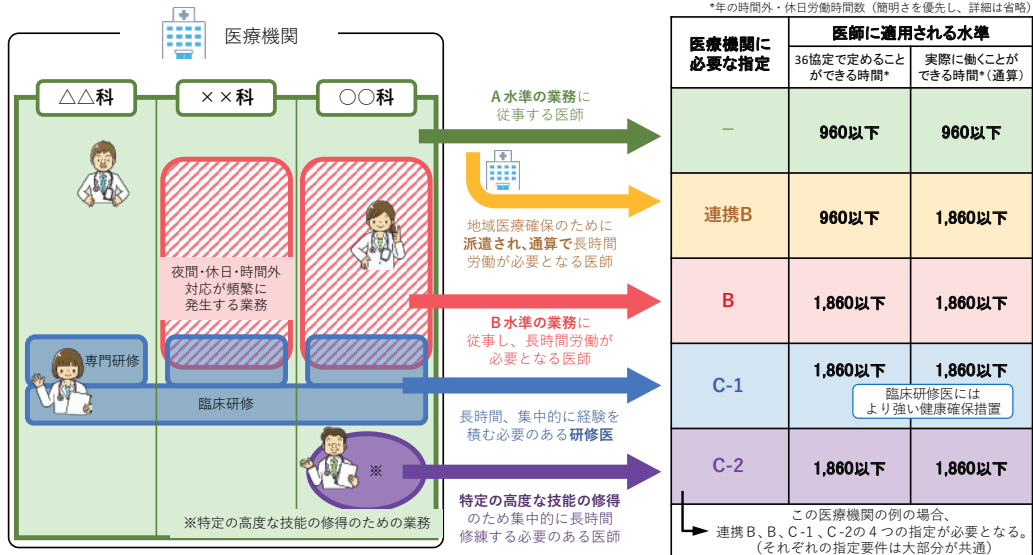 *年の時間外・休日労働時間数（簡明さを優先し、詳細は省略）
医療機関
△△科
××科
〇〇科
夜間・休日・時間外
対応が頻繁に
発生する業務
専門研修
臨床研修
※
※特定の高度な技能の修得のための業務
A水準の業務に
従事する医師
地域医療確保のために
派遣され、通算で長時間
労働が必要となる医師
B水準の業務に
従事し、長時間労働が
必要となる医師
長時間、集中的に経験を
積む必要のある研修医
特定の高度な技能の修得
のため集中的に長時間
修練する必要のある医師
医療機関に
必要な指定
医師に適用される水準
36協定で定めること
ができる時間*
実際に働くことが
できる時間*（通算）
－
960以下
960以下
連携B
960以下
1,860以下
B
1,860以下
1,860以下
C-1
1,860以下
1,860以下
臨床研修医には
より強い健康確保措置
C-2
1,860以下
1,860以下
この医療機関の例の場合、
連携B、B、C-1、C-2の4つの指定が必要となる。
（それぞれの指定要件は大部分が共通）